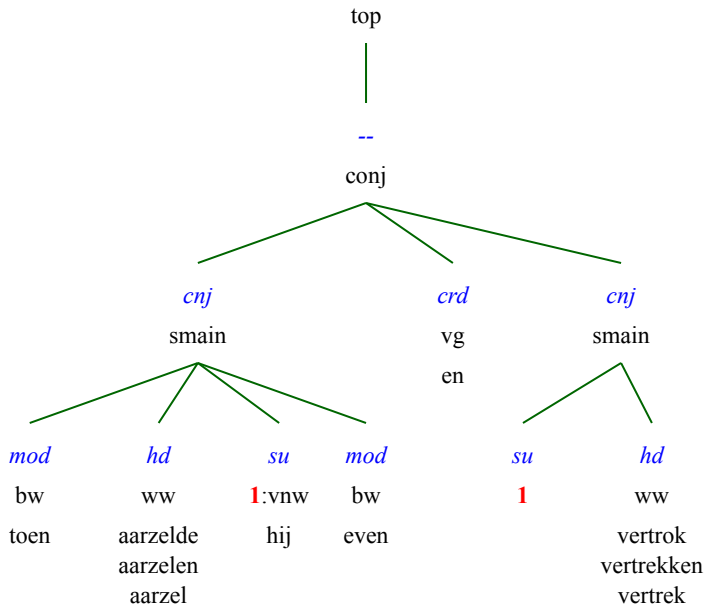 top
--
conj
cnj crd cnj
smain vg smain
en
mod hd su mod su hd
bw ww 1:vnw bw 1 ww
toen aarzelde hij even vertrok
aarzelen vertrekken
aarzel vertrek